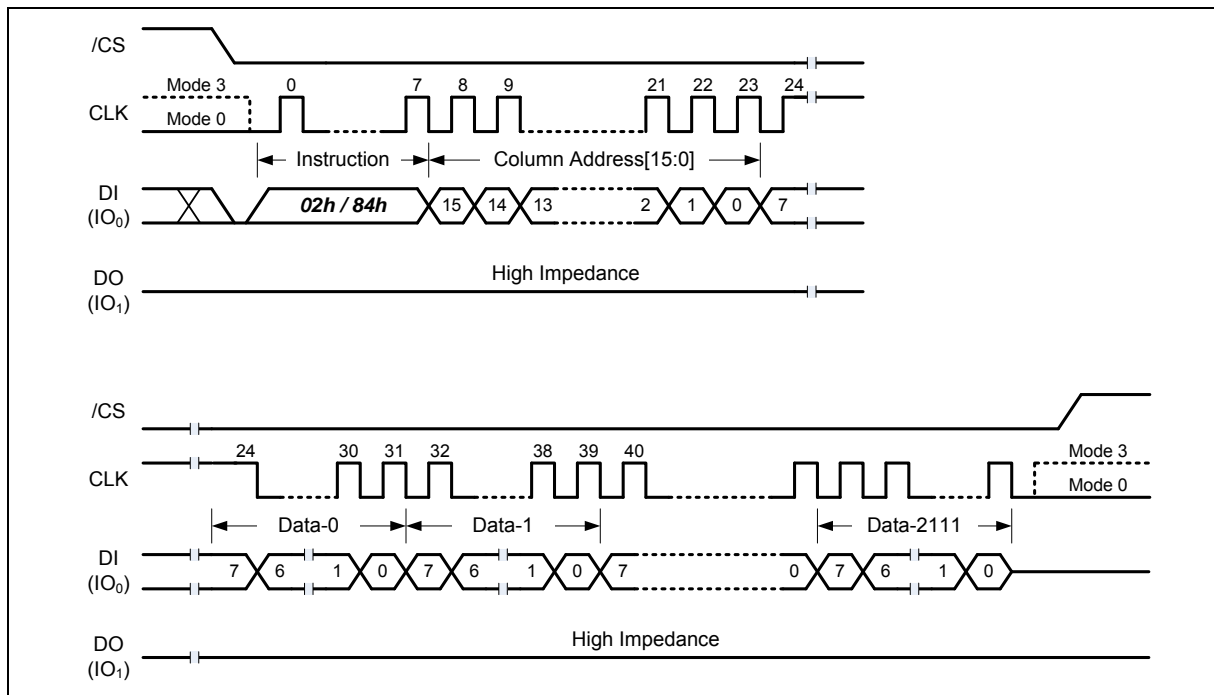 /CS
Mode 3 0 7 8 9 21 22 23 24
CLK
Mode 0
Instruction Column Address[15:0]
DI
(IO₀)
02h / 84h 15 14 13 2 1 0 7
High Impedance
DO
(IO₁)
/CS
24 30 31 32 38 39 40
CLK
Mode 3
Mode 0
Data-0 Data-1 Data-2111
DI
(IO₀)
7 6 1 0 7 6 1 0 7 0 7 6 1 0
High Impedance
DO
(IO₁)